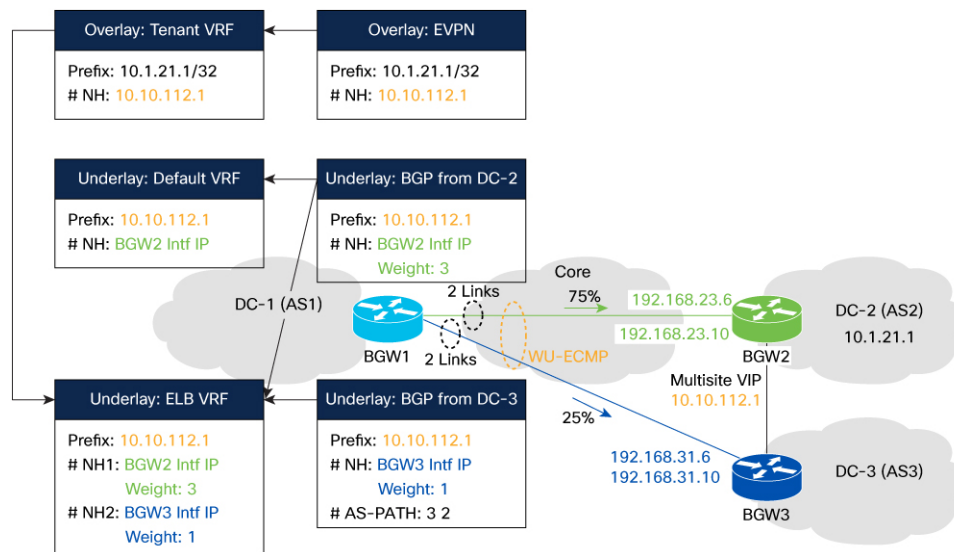 Overlay: Tenant VRF
Prefix: 10.1.21.1/32
# NH: 10.10.112.1
Overlay: EVPN
Prefix: 10.1.21.1/32
# NH: 10.10.112.1
Underlay: Default VRF
Prefix: 10.10.112.1
# NH: BGW2 Intf IP
Underlay: BGP from DC-2
Prefix: 10.10.112.1
# NH: BGW2 Intf IP
Weight: 3
DC-1 (AS1)
BGW1
2 Links
2 Links
Core
75%
WU-ECMP
25%
192.168.23.6
192.168.23.10
BGW2
DC-2 (AS2)
10.1.21.1
Multisite VIP
10.10.112.1
192.168.31.6
192.168.31.10
BGW3
DC-3 (AS3)
Underlay: ELB VRF
Prefix: 10.10.112.1
# NH1: BGW2 Intf IP
Weight: 3
# NH2: BGW3 Intf IP
Weight: 1
Underlay: BGP from DC-3
Prefix: 10.10.112.1
# NH: BGW3 Intf IP
Weight: 1
# AS-PATH: 3 2